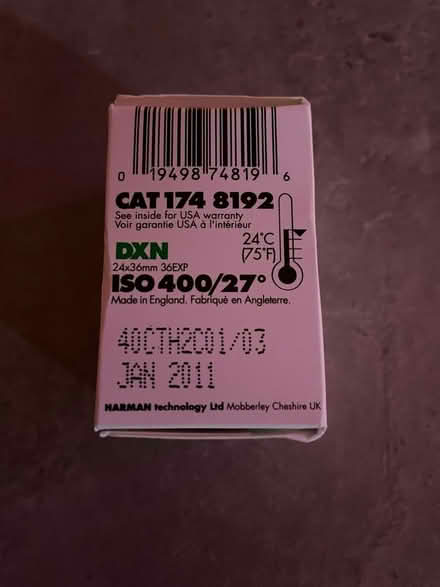 0 19498 74819 6
CAT 174 8192
See inside for USA warranty
Voir garantie USA à l'intérieur
DXN
24°C
(75°F)
24x36mm 36EXP
ISO 400/27°
Made in England. Fabriqué en Angleterre.
40CTH2C01/03
JAN 2011
HARMAN technology Ltd Mobberley Cheshire UK